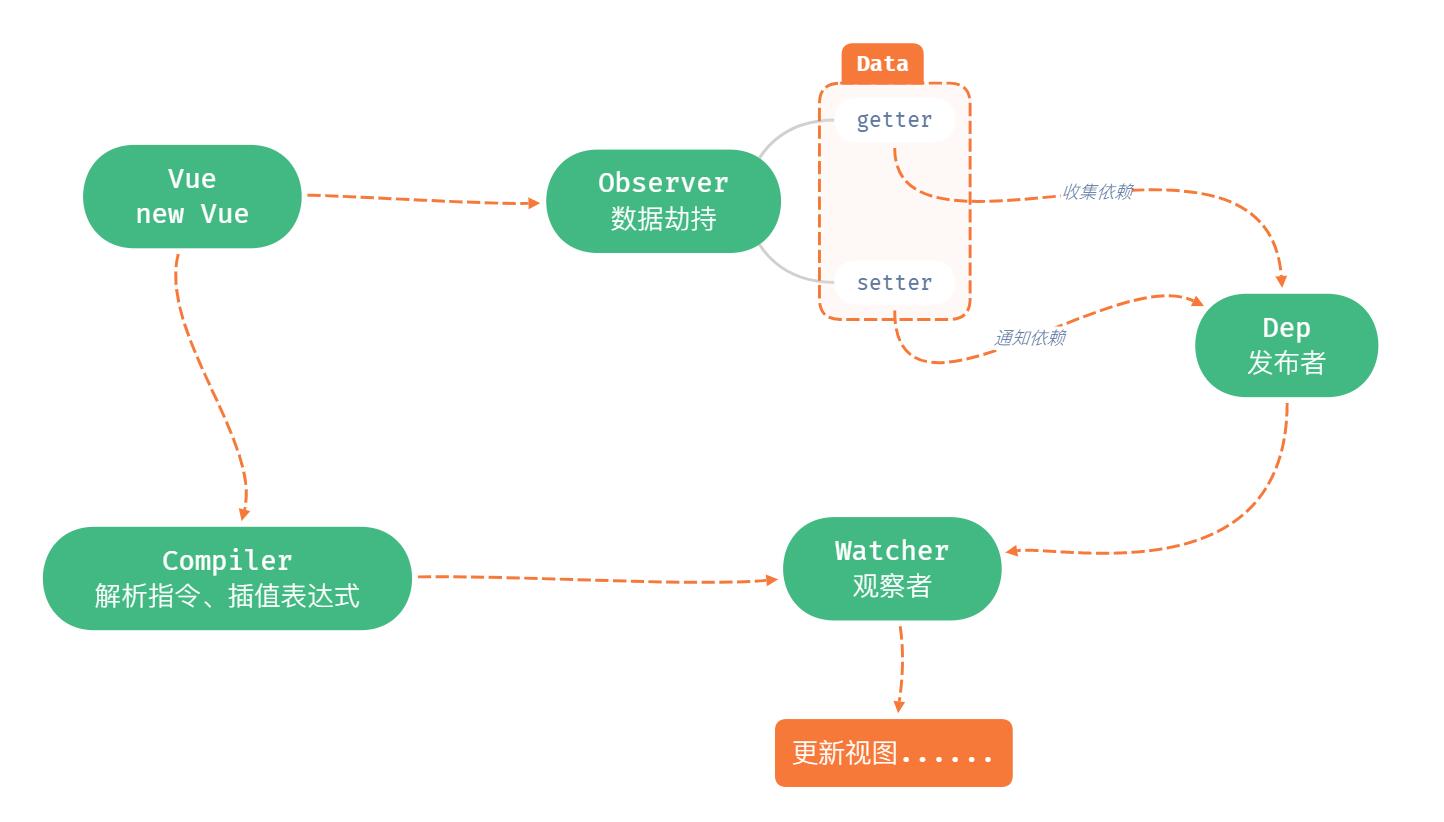 Data
getter
Vue
new Vue
Observer
数据劫持
收集依赖
setter
通知依赖
Dep
发布者
Compiler
解析指令、插值表达式
Watcher
观察者
更新视图......